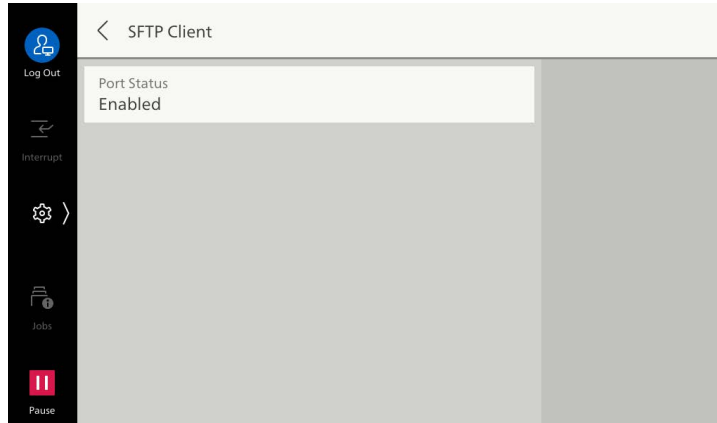 SFTP Client
Log Out
Port Status
Enabled
Interrupt
Jobs
Pause